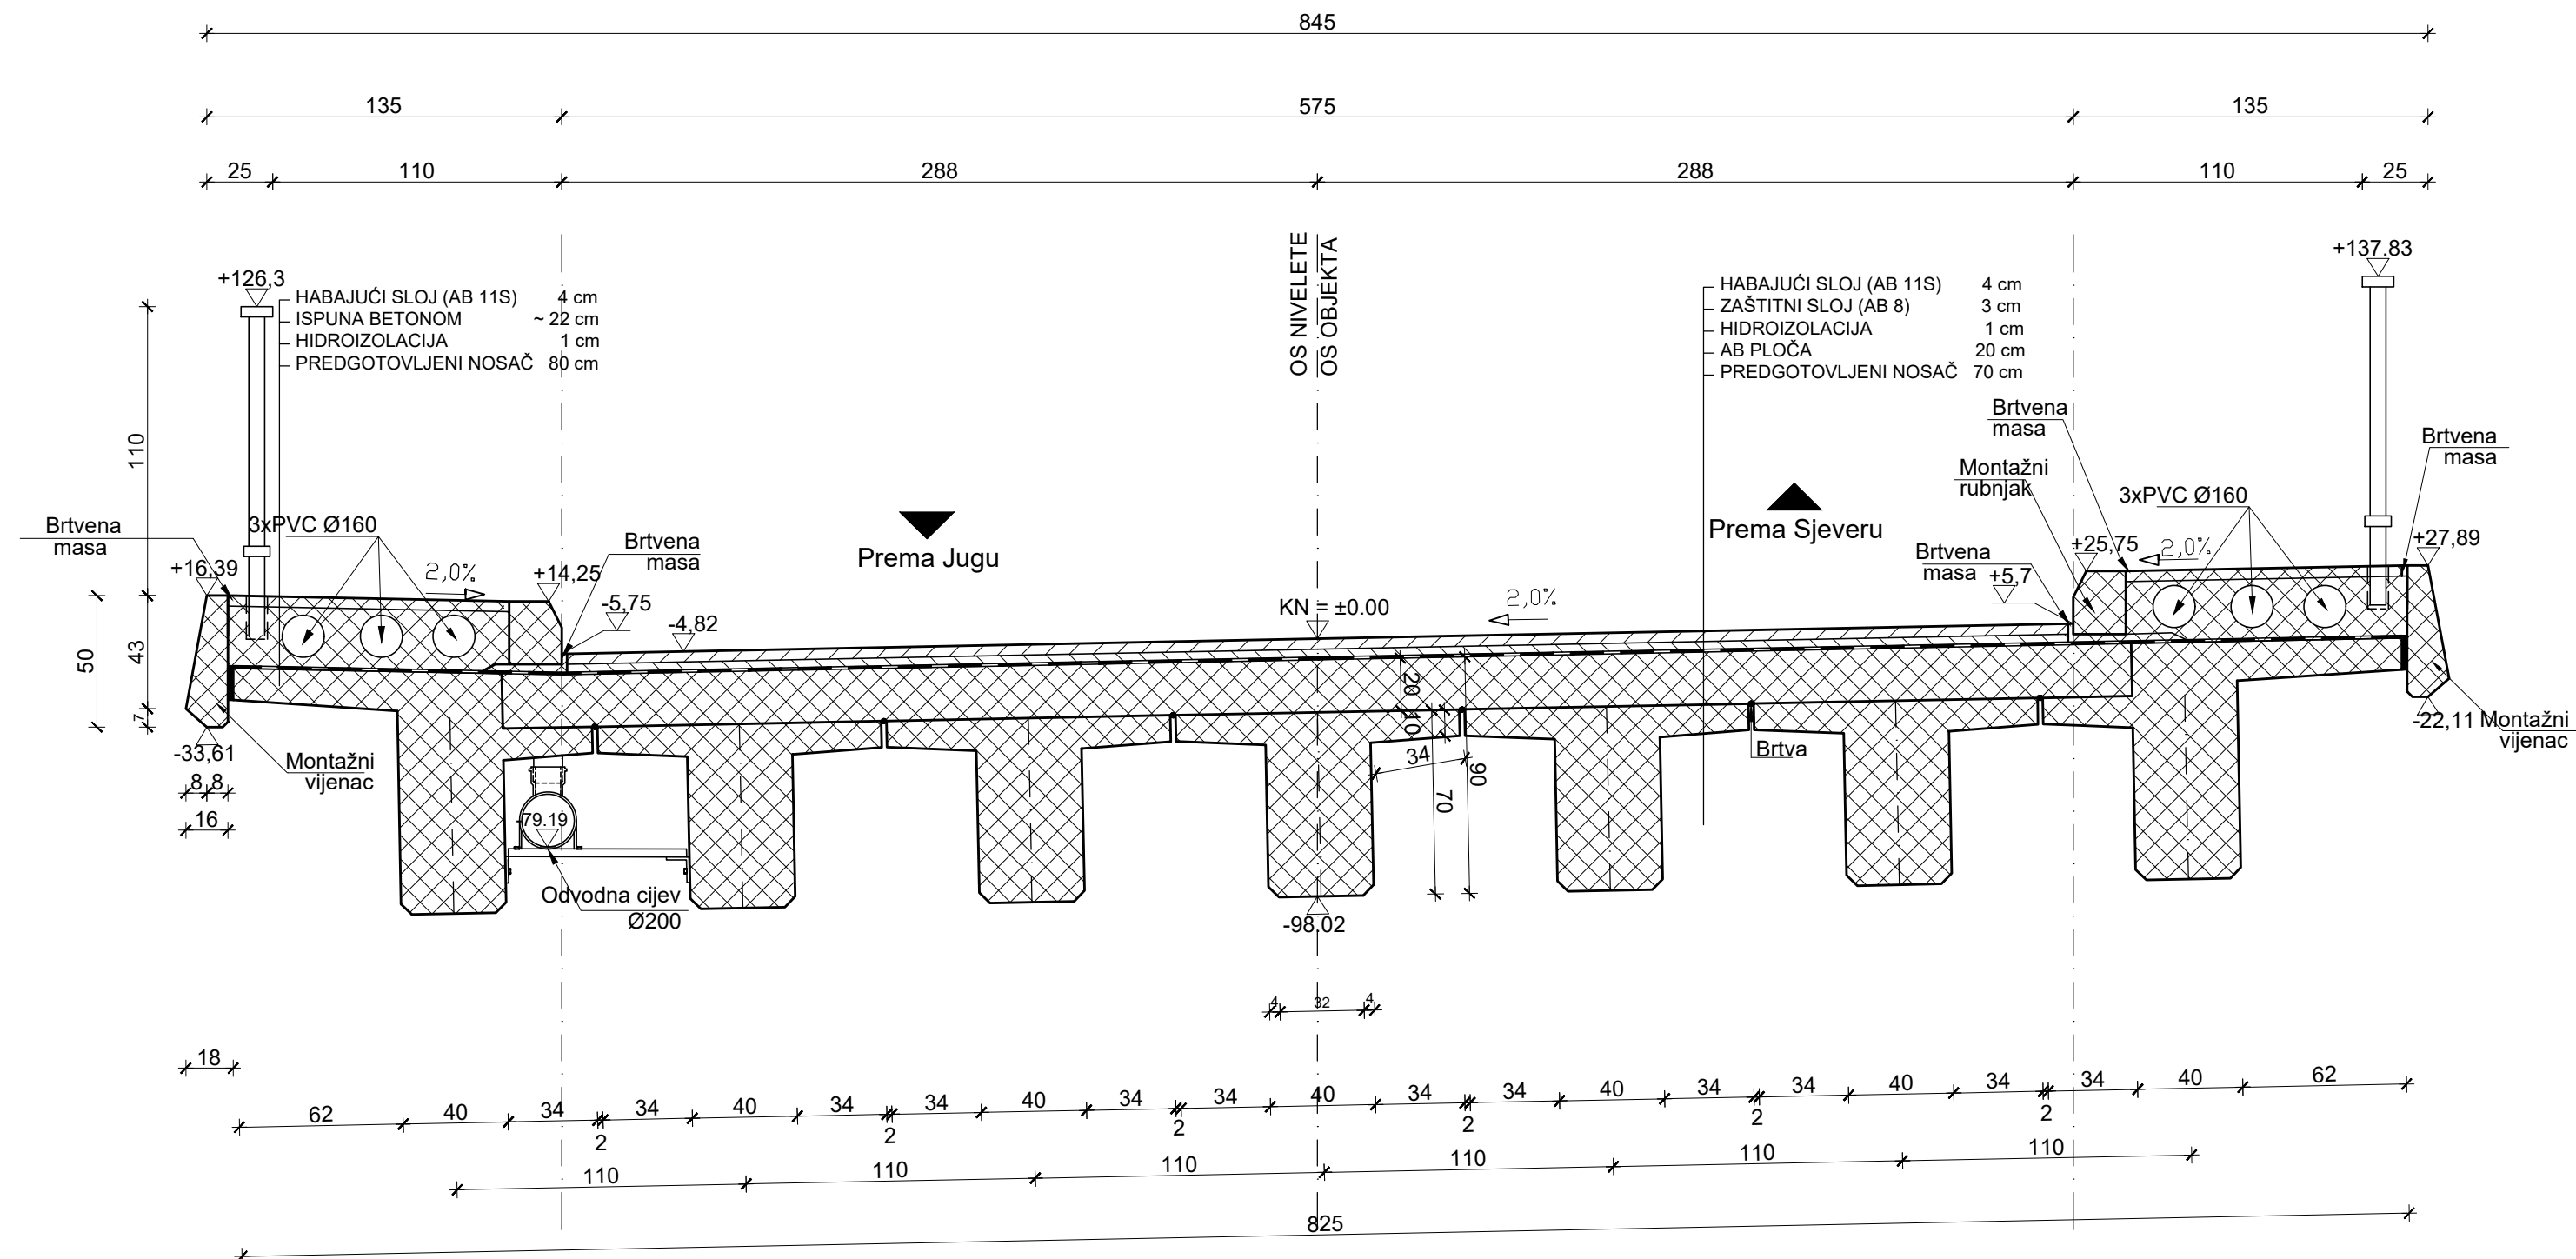 845
135 575 135
25 110 288 288 110 25
OS NIVELETE
OS OBJEKTA
+126,3
+137.83
HABAJUĆI SLOJ (AB 11S) 4 cm
ISPUNA BETONOM ~ 22 cm
HIDROIZOLACIJA 1 cm
PREDGOTOVLJENI NOSAČ 80 cm
HABAJUĆI SLOJ (AB 11S) 4 cm
ZAŠTITNI SLOJ (AB 8) 3 cm
HIDROIZOLACIJA 1 cm
AB PLOČA 20 cm
PREDGOTOVLJENI NOSAČ 70 cm
110
Brtvena
masa
Brtvena
masa
Montažni
rubnjak
3xPVC Ø160
3xPVC Ø160
Brtvena
masa
Brtvena
masa
Prema Jugu
Prema Sjeveru
Brtvena
masa
+16,39
2,0%
+14,25
-5,75
-4,82
KN = ±0.00
2,0%
+5,7
+25,75
2,0%
+27,89
50
43
7
20
10
34
90
70
Brtva
-33,61
8 8
16
Montažni
vijenac
-22,11
Montažni
vijenac
-79.19
Odvodna cijev
Ø200
-98.02
4 32 4
18
62 40 34 34 40 34 34 40 34 34 40 34 34 40 34 34 40 34 34 40 62
2 2 2 2 2 2
110 110 110 110 110 110
825